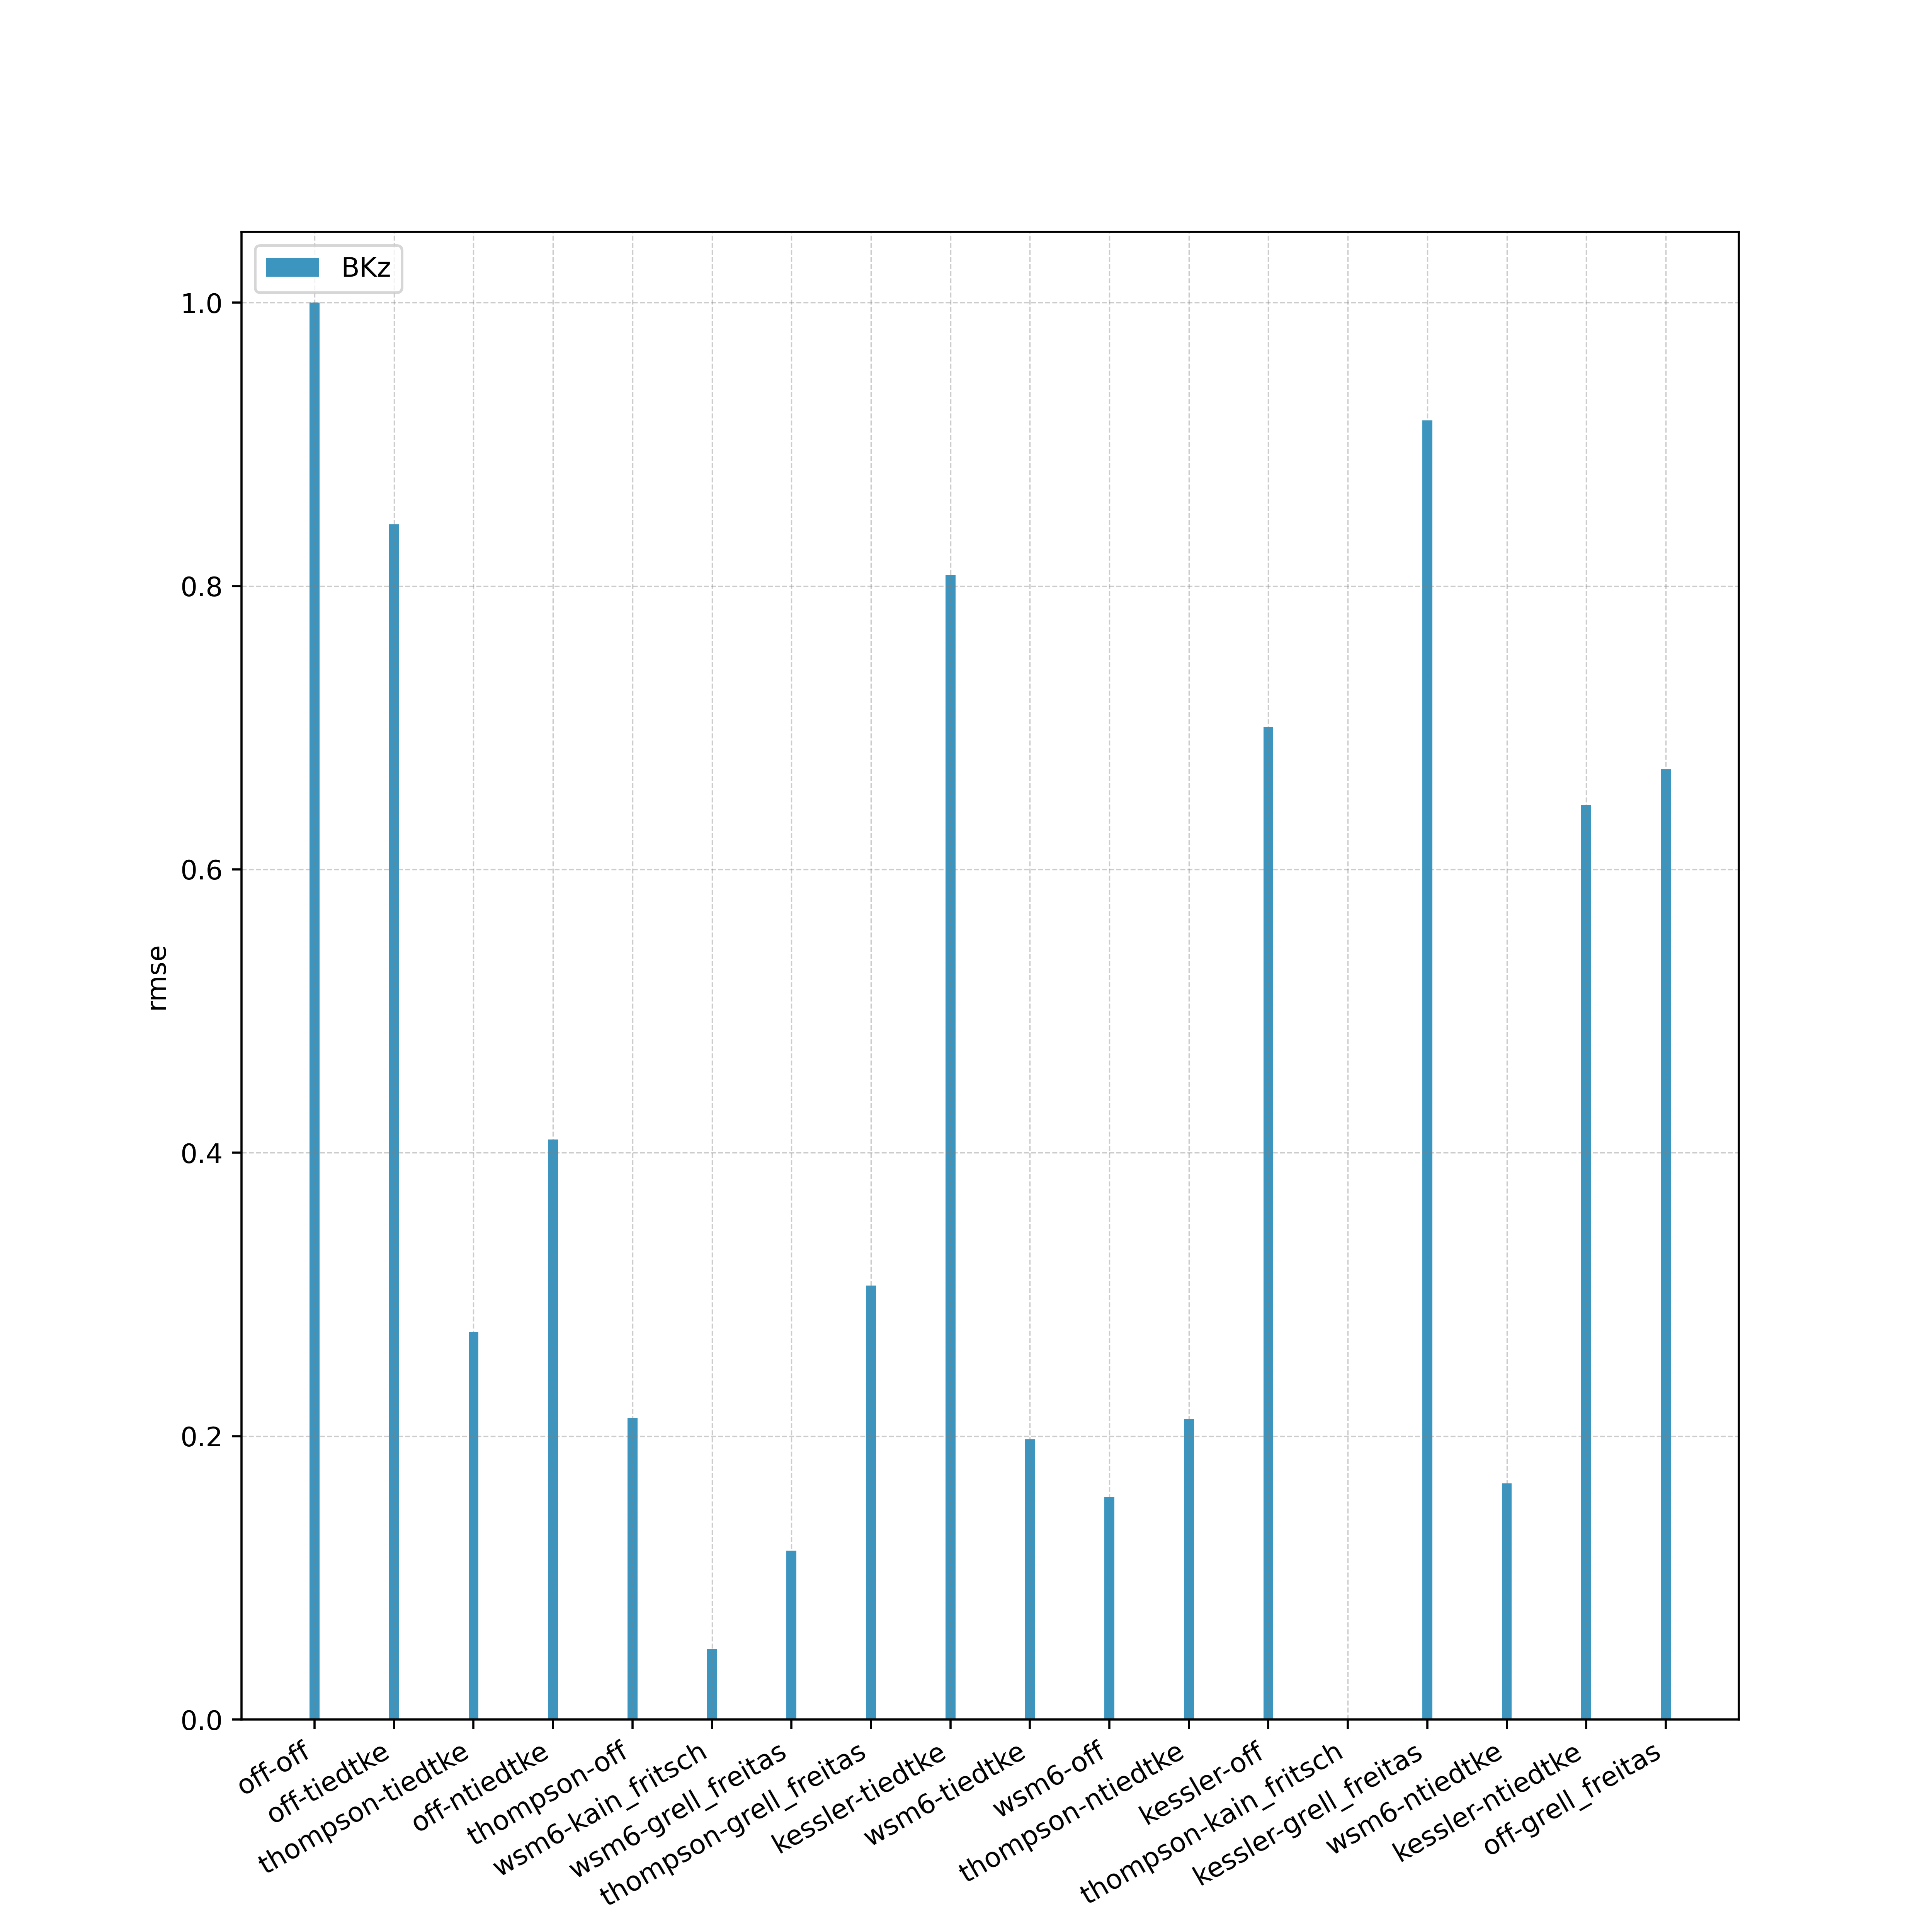 BKz
1.0
0.8
0.6
0.4
0.2
0.0
rmse
off-off
off-tiedtke
thompson-tiedtke
off-ntiedtke
thompson-off
wsm6-kain_fritsch
wsm6-grell_freitas
thompson-grell_freitas
kessler-tiedtke
wsm6-tiedtke
wsm6-off
thompson-ntiedtke
kessler-off
thompson-kain_fritsch
kessler-grell_freitas
wsm6-ntiedtke
kessler-ntiedtke
off-grell_freitas